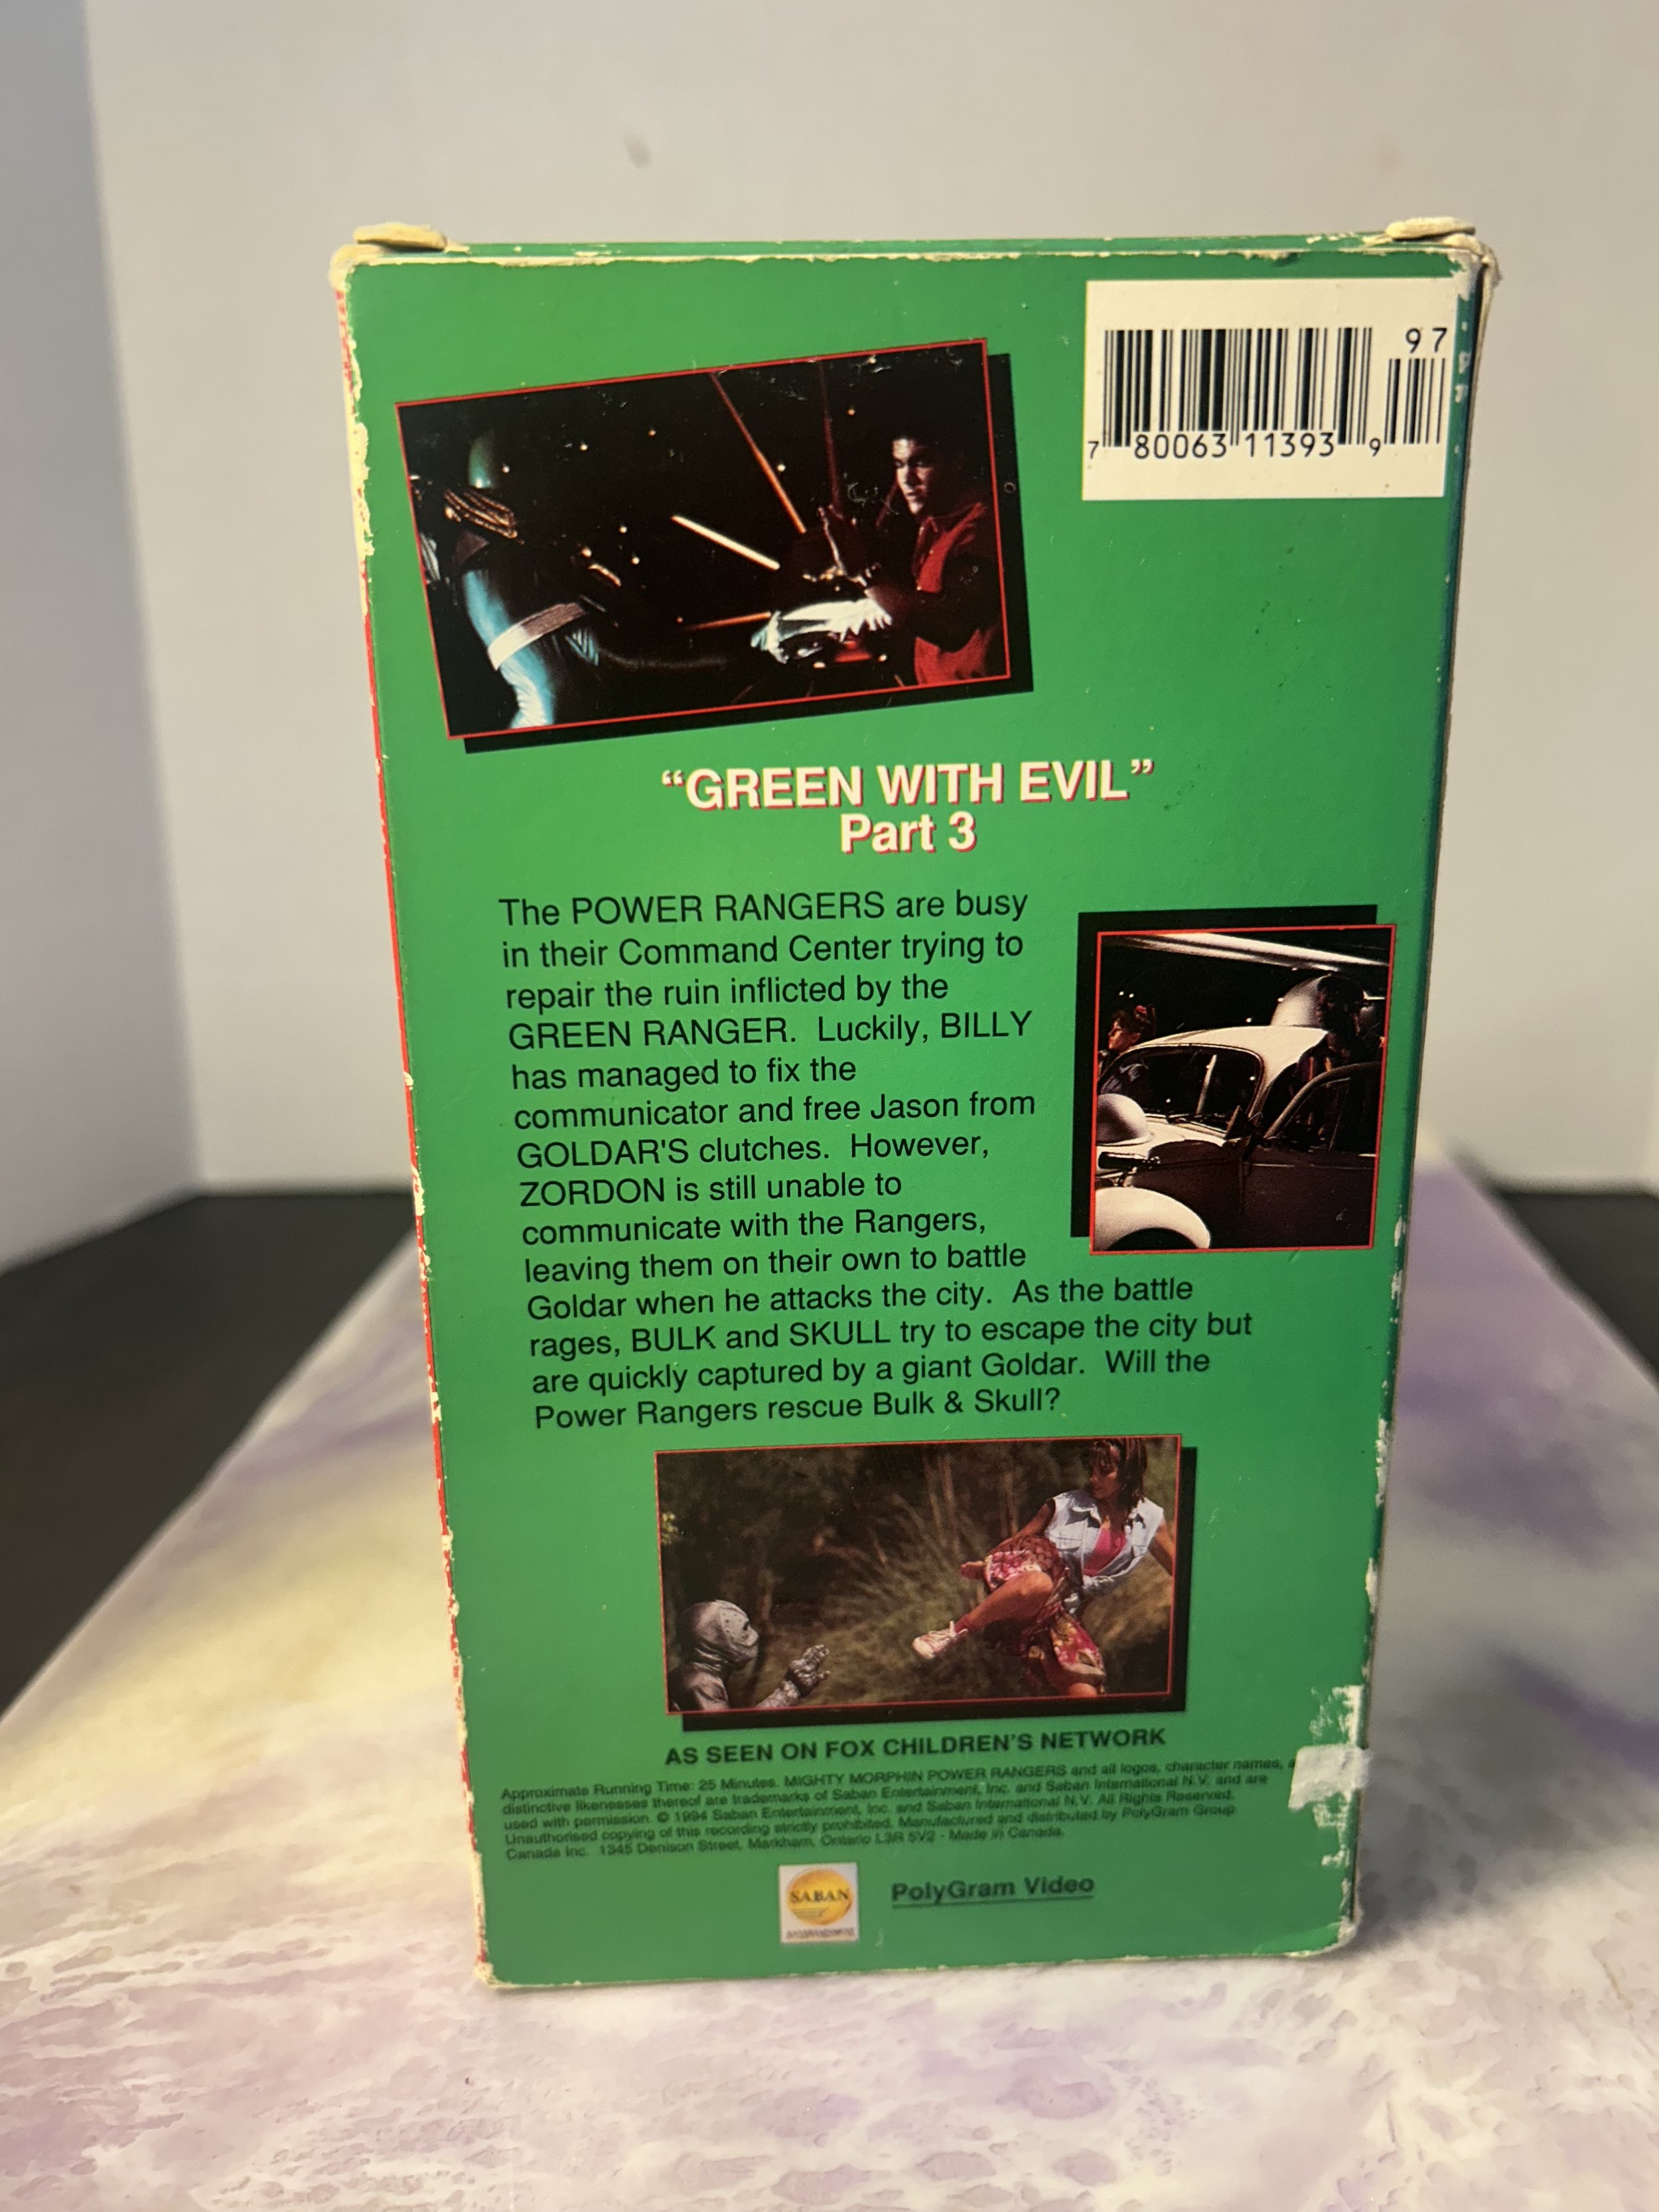 97
7 80063 11393 9
“GREEN WITH EVIL”
Part 3
The POWER RANGERS are busy
in their Command Center trying to
repair the ruin inflicted by the
GREEN RANGER. Luckily, BILLY
has managed to fix the
communicator and free Jason from
GOLDAR'S clutches. However,
ZORDON is still unable to
communicate with the Rangers,
leaving them on their own to battle
Goldar when he attacks the city. As the battle
rages, BULK and SKULL try to escape the city but
are quickly captured by a giant Goldar. Will the
Power Rangers rescue Bulk & Skull?
AS SEEN ON FOX CHILDREN'S NETWORK
Approximate Running Time: 25 Minutes. MIGHTY MORPHIN POWER RANGERS and all logos, character names,
distinctive likenesses thereof are trademarks of Saban Entertainment, Inc. and Saban International N.V. and are
used with permission. © 1994 Saban Entertainment, Inc. and Saban International N.V. All Rights Reserved.
Unauthorised copying of this recording strictly prohibited. Manufactured and distributed by PolyGram Group
Canada Inc. 1345 Denison Street, Markham, Ontario L3R 5V2 - Made in Canada.
SABAN
PolyGram Video